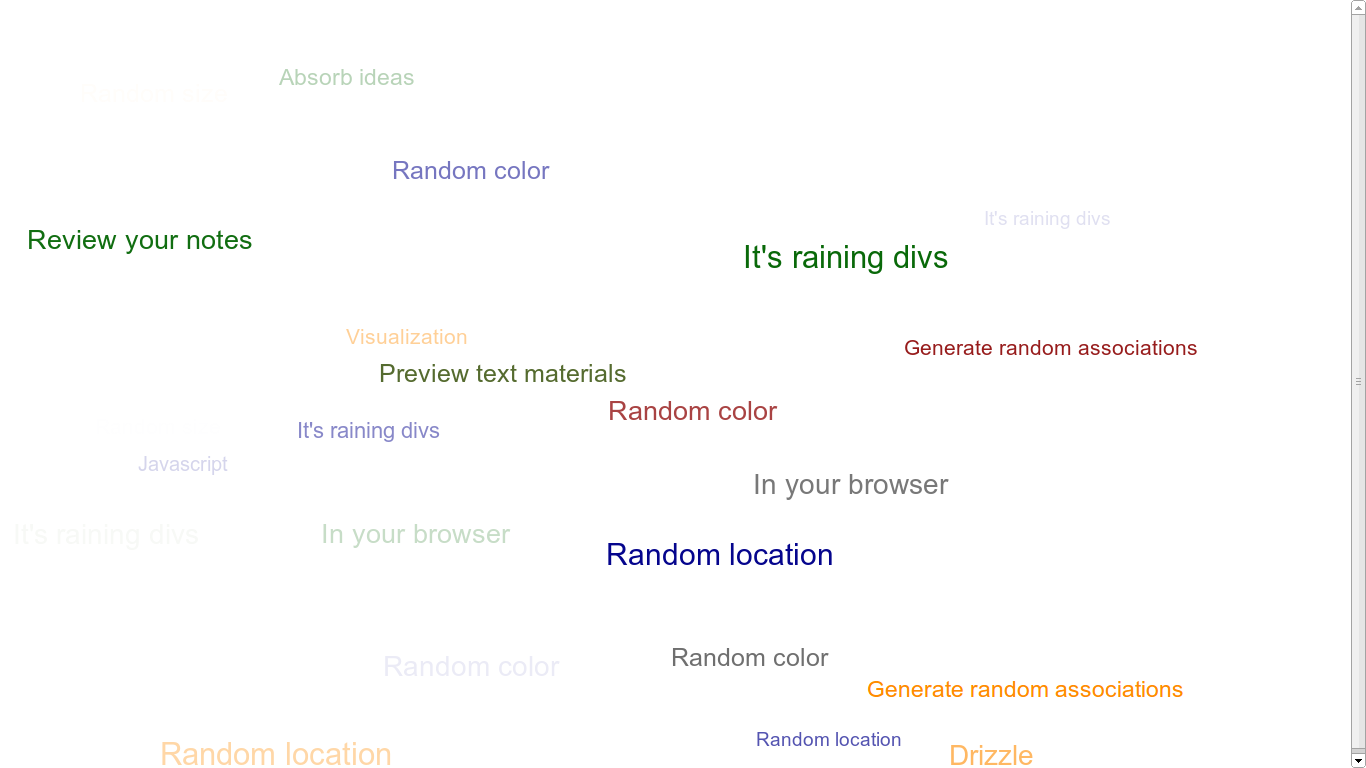 Absorb ideas
Random color
It's raining divs
Review your notes
It's raining divs
Visualization
Generate random associations
Preview text materials
Random color
It's raining divs
Javascript
In your browser
It's raining divs
In your browser
Random location
Random color
Random color
Generate random associations
Random location
Random location
Drizzle